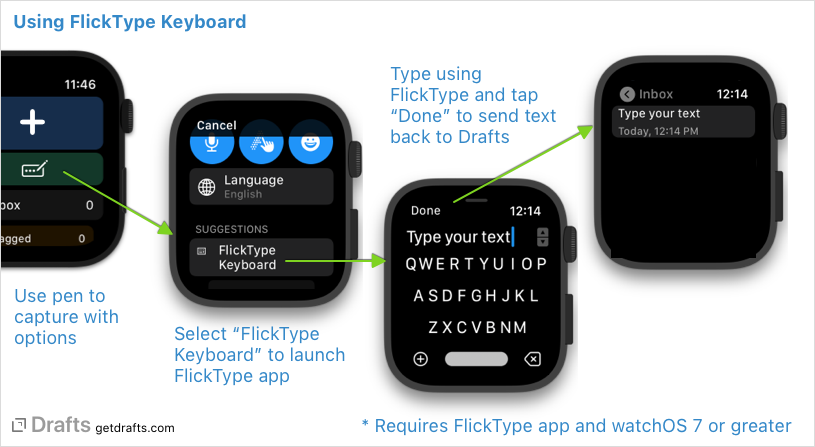 Using FlickType Keyboard
11:46
0
box
agged
0
Use pen to
capture with
options
Cancel
Language
English
SUGGESTIONS
FlickType
Keyboard
Select “FlickType
Keyboard” to launch
FlickType app
Type using
FlickType and tap
“Done” to send text
back to Drafts
Done 12:14
Type your text
Q W E R T Y U I O P
A S D F G H J K L
Z X C V B N M
Inbox 12:14
Type your text
Today, 12:14 PM
Drafts getdrafts.com
* Requires FlickType app and watchOS 7 or greater